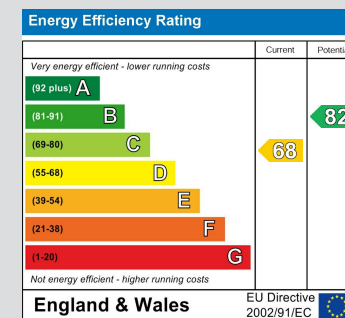 Energy Efficiency Rating
Current
Very energy efficient - lower running costs
(92 plus) A
(81-91) B
82
(69-80) C
68
(55-68) D
(39-54) E
(21-38) F
(1-20) G
Not energy efficient - higher running costs
England & Wales
EU Directive
2002/91/EC